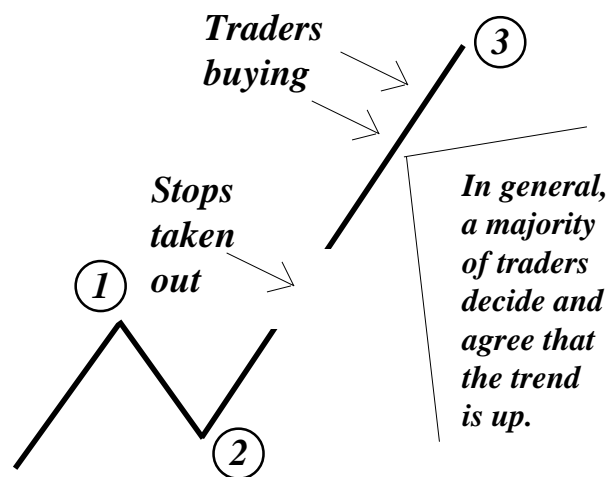 Traders
buying
3
Stops
taken
out
1
2
In general,
a majority
of traders
decide and
agree that
the trend
is up.